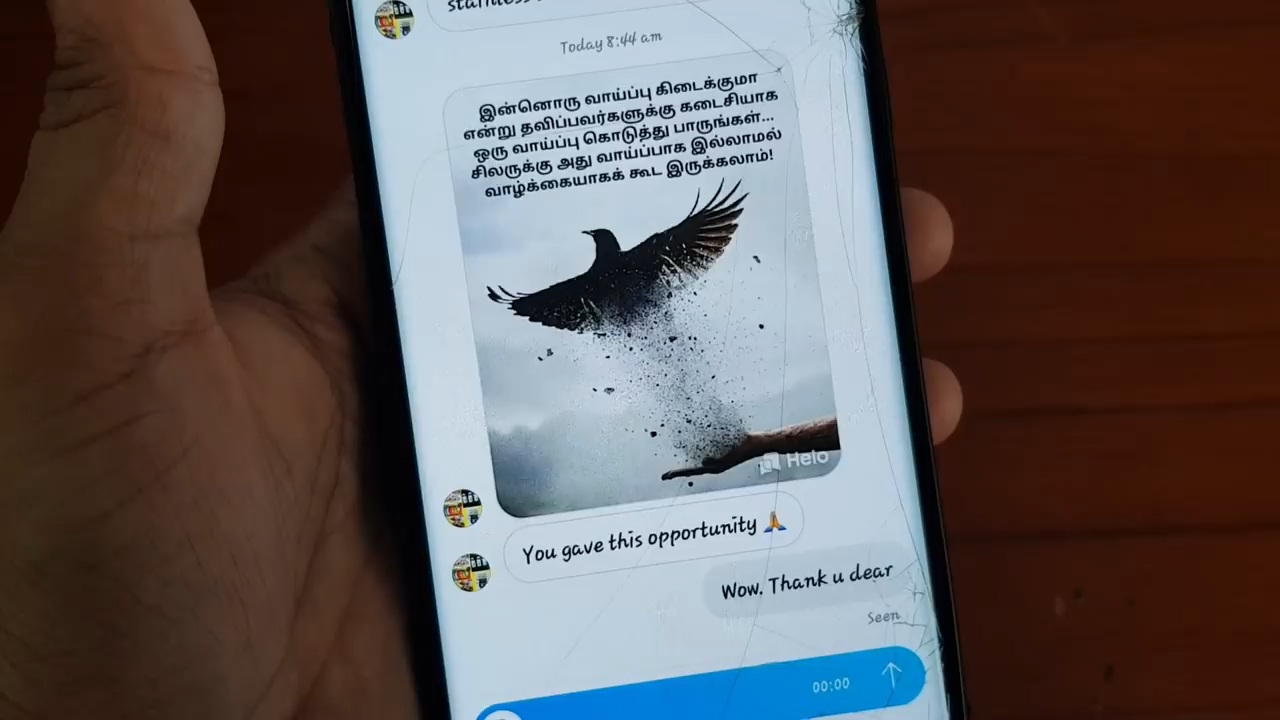 Today 8:44 am
இன்னொரு வாய்ப்பு கிடைக்குமா
என்று தவிப்பவர்களுக்கு கடைசியாக
ஒரு வாய்ப்பு கொடுத்து பாருங்கள்...
சிலருக்கு அது வாய்ப்பாக இல்லாமல்
வாழ்க்கையாகக் கூட இருக்கலாம்!
Helo
You gave this opportunity 🙏
Wow. Thank u dear
Seen
00:00